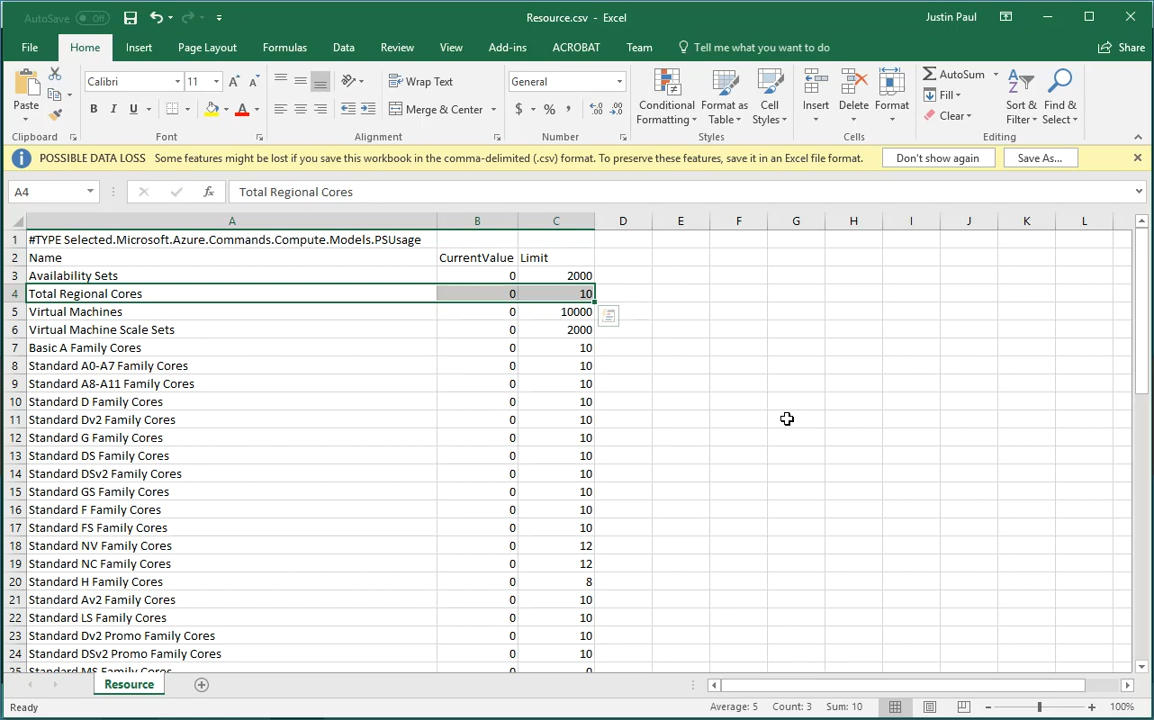 AutoSave Off
Resource.csv - Excel
Justin Paul
File Home Insert Page Layout Formulas Data Review View Add-ins ACROBAT Team Tell me what you want to do Share
Paste
Calibri 11
B I U
Wrap Text
Merge & Center
General
$ %
Conditional Formatting
Format as Table
Cell Styles
Insert
Delete
Format
AutoSum
Fill
Clear
Sort & Filter
Find & Select
Clipboard Font Alignment Number Styles Cells Editing
POSSIBLE DATA LOSS Some features might be lost if you save this workbook in the comma-delimited (.csv) format. To preserve these features, save it in an Excel file format. Don't show again Save As...
A4 fx Total Regional Cores
A B C D E F G H I J K L
1 #TYPE Selected.Microsoft.Azure.Commands.Compute.Models.PSUsage
2 Name CurrentValue Limit
3 Availability Sets 0 2000
4 Total Regional Cores 0 10
5 Virtual Machines 0 10000
6 Virtual Machine Scale Sets 0 2000
7 Basic A Family Cores 0 10
8 Standard A0-A7 Family Cores 0 10
9 Standard A8-A11 Family Cores 0 10
10 Standard D Family Cores 0 10
11 Standard Dv2 Family Cores 0 10
12 Standard G Family Cores 0 10
13 Standard DS Family Cores 0 10
14 Standard DSv2 Family Cores 0 10
15 Standard GS Family Cores 0 10
16 Standard F Family Cores 0 10
17 Standard FS Family Cores 0 10
18 Standard NV Family Cores 0 12
19 Standard NC Family Cores 0 12
20 Standard H Family Cores 0 8
21 Standard Av2 Family Cores 0 10
22 Standard LS Family Cores 0 10
23 Standard Dv2 Promo Family Cores 0 10
24 Standard DSv2 Promo Family Cores 0 10
25 Standard MS Family Cores 0 0
Resource
Ready
Average: 5 Count: 3 Sum: 10
100%